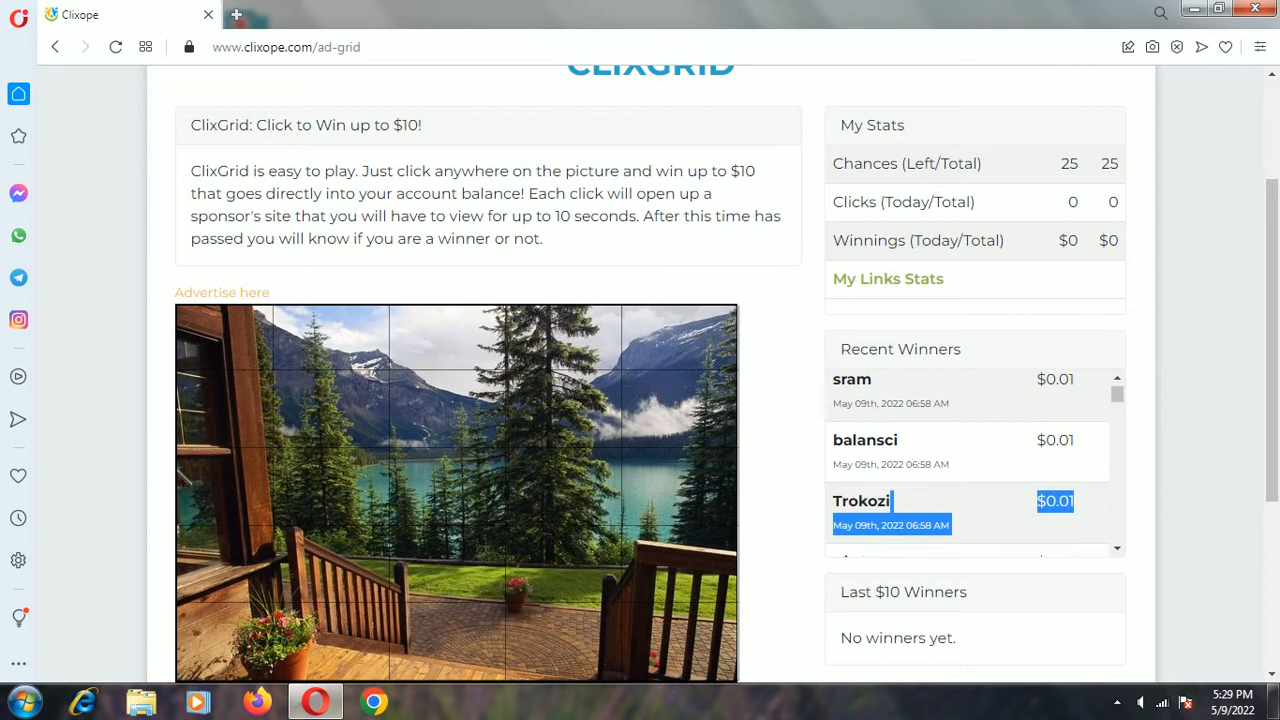 Clixope
www.clixope.com/ad-grid
CLIXGRID
ClixGrid: Click to Win up to $10!
ClixGrid is easy to play. Just click anywhere on the picture and win up to $10
that goes directly into your account balance! Each click will open up a
sponsor's site that you will have to view for up to 10 seconds. After this time has
passed you will know if you are a winner or not.
Advertise here
My Stats
Chances (Left/Total) 25 25
Clicks (Today/Total) 0 0
Winnings (Today/Total) $0 $0
My Links Stats
Recent Winners
sram $0.01
May 09th, 2022 06:58 AM
balansci $0.01
May 09th, 2022 06:58 AM
Trokozi $0.01
May 09th, 2022 06:58 AM
Last $10 Winners
No winners yet.
5:29 PM
5/9/2022